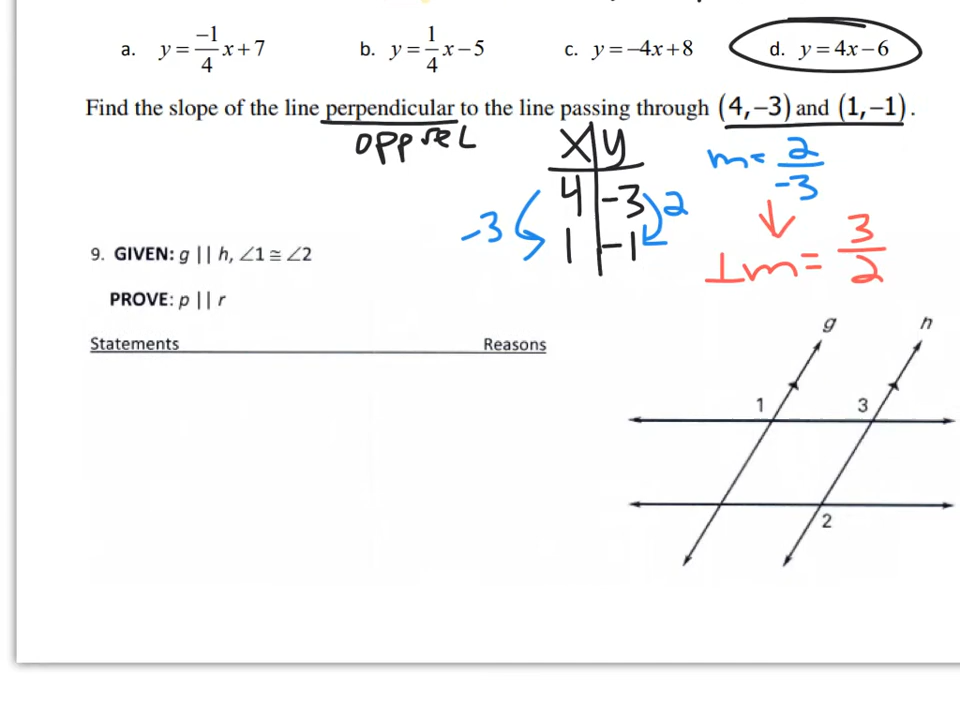 a. y = -1/4 x + 7 b. y = 1/4 x - 5 c. y = -4x + 8 d. y = 4x - 6
Find the slope of the line perpendicular to the line passing through (4,-3) and (1,-1).
x y
4 -3
1 -1
-3
2
m = 2/-3
⊥m = 3/2
9. GIVEN: g || h, ∠1 ≅ ∠2
PROVE: p || r
Statements Reasons
g h
1 3
2